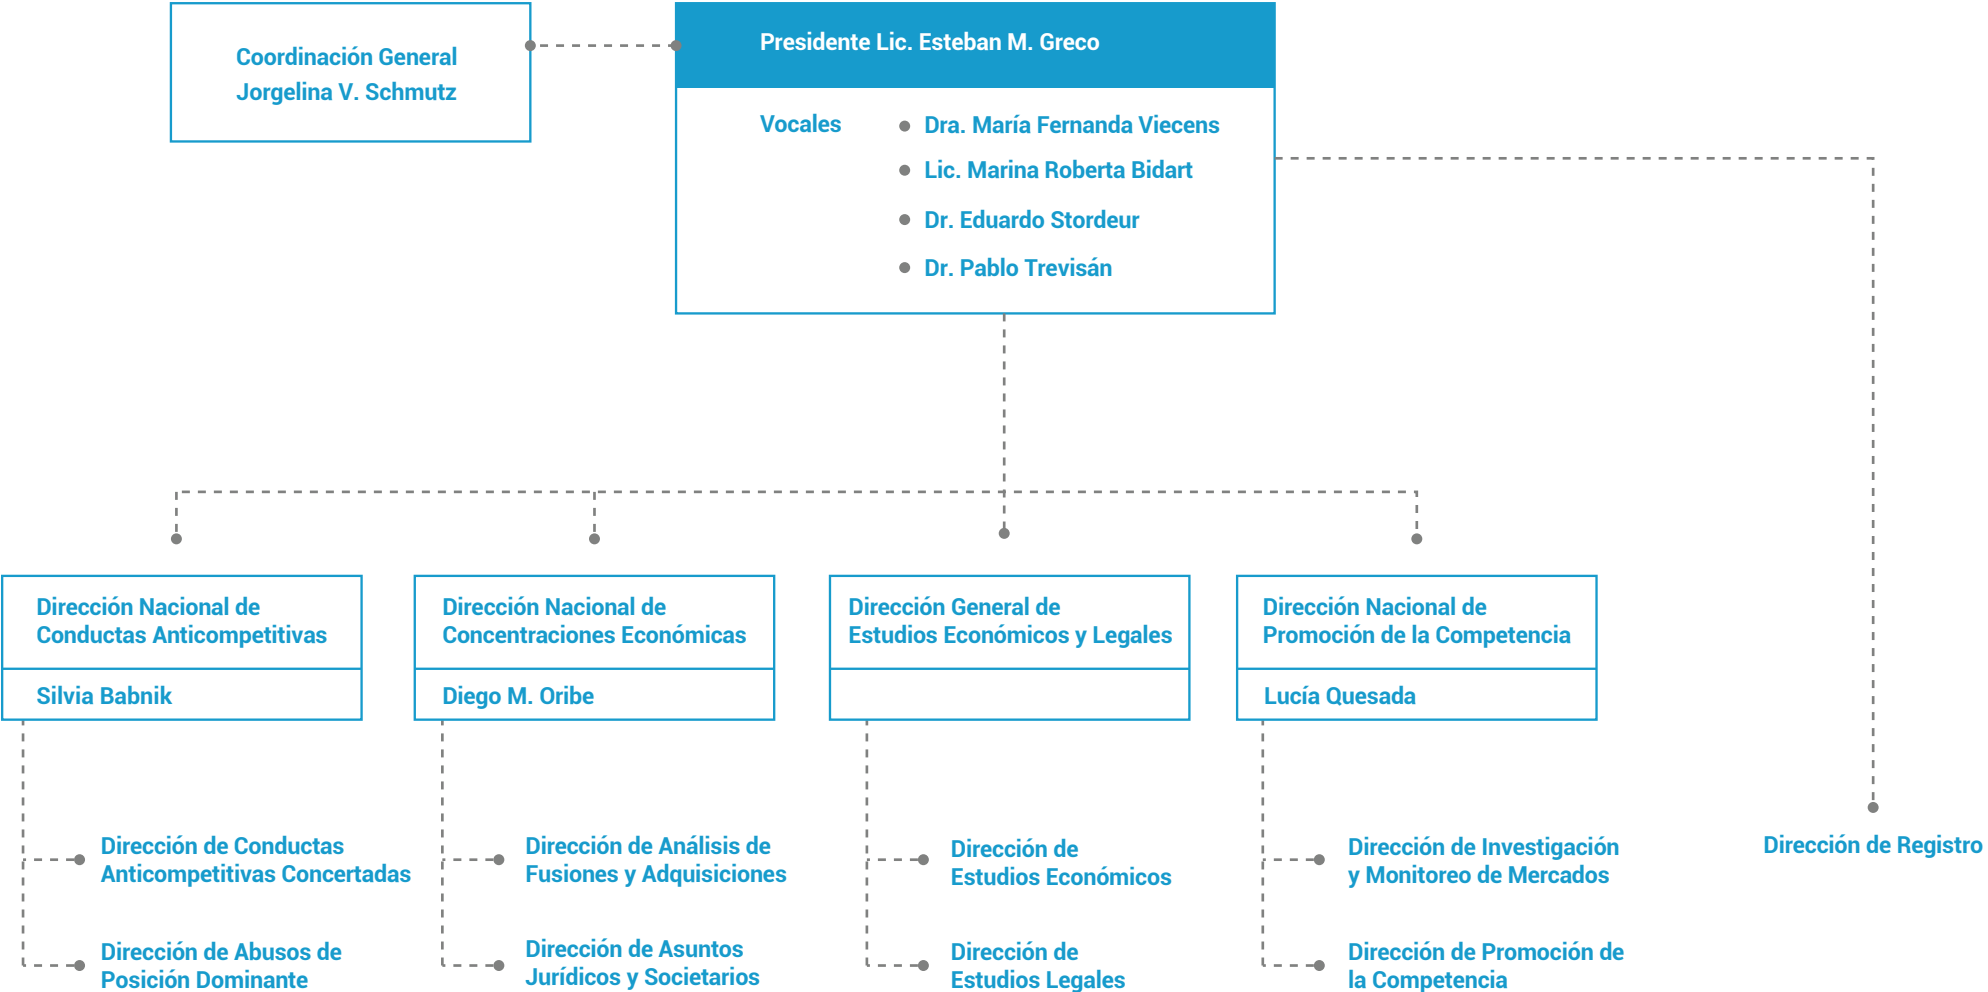 Coordinación General
Jorgelina V. Schmutz
Presidente Lic. Esteban M. Greco
Vocales
Dra. María Fernanda Viecens
Lic. Marina Roberta Bidart
Dr. Eduardo Stordeur
Dr. Pablo Trevisán
Dirección Nacional de
Conductas Anticompetitivas
Silvia Babnik
Dirección Nacional de
Concentraciones Económicas
Diego M. Oribe
Dirección General de
Estudios Económicos y Legales
Dirección Nacional de
Promoción de la Competencia
Lucía Quesada
Dirección de Conductas
Anticompetitivas Concertadas
Dirección de Abusos de
Posición Dominante
Dirección de Análisis de
Fusiones y Adquisiciones
Dirección de Asuntos
Jurídicos y Societarios
Dirección de
Estudios Económicos
Dirección de
Estudios Legales
Dirección de Investigación
y Monitoreo de Mercados
Dirección de Promoción de
la Competencia
Dirección de Registro